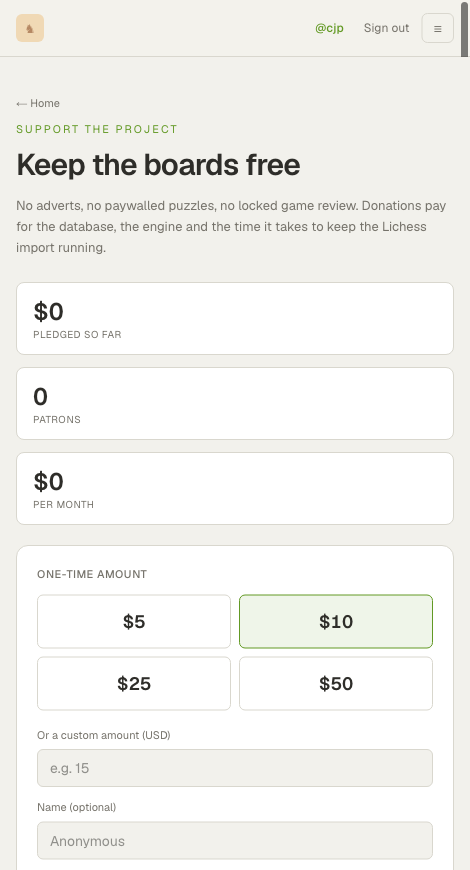 @cjp
Sign out
← Home
SUPPORT THE PROJECT
Keep the boards free
No adverts, no paywalled puzzles, no locked game review. Donations pay
for the database, the engine and the time it takes to keep the Lichess
import running.
$0
PLEDGED SO FAR
0
PATRONS
$0
PER MONTH
ONE-TIME AMOUNT
$5
$10
$25
$50
Or a custom amount (USD)
e.g. 15
Name (optional)
Anonymous